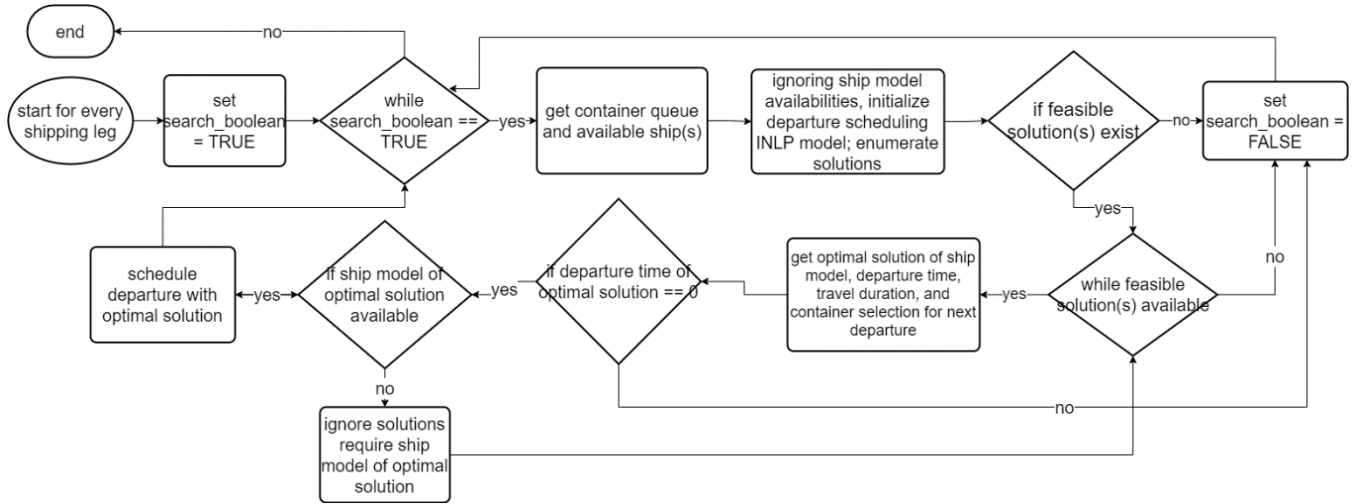 end
no
start for every
shipping leg
set
search_boolean
= TRUE
while
search_boolean ==
TRUE
yes
get container queue
and available ship(s)
ignoring ship model
availabilities, initialize
departure scheduling
INLP model; enumerate
solutions
if feasible
solution(s) exist
no
set
search_boolean =
FALSE
yes
schedule
departure with
optimal solution
yes
if ship model of
optimal solution
available
yes
if departure time of
optimal solution == 0
get optimal solution of ship
model, departure time,
travel duration, and
container selection for next
departure
yes
while feasible
solution(s) available
no
no
no
ignore solutions
require ship
model of optimal
solution